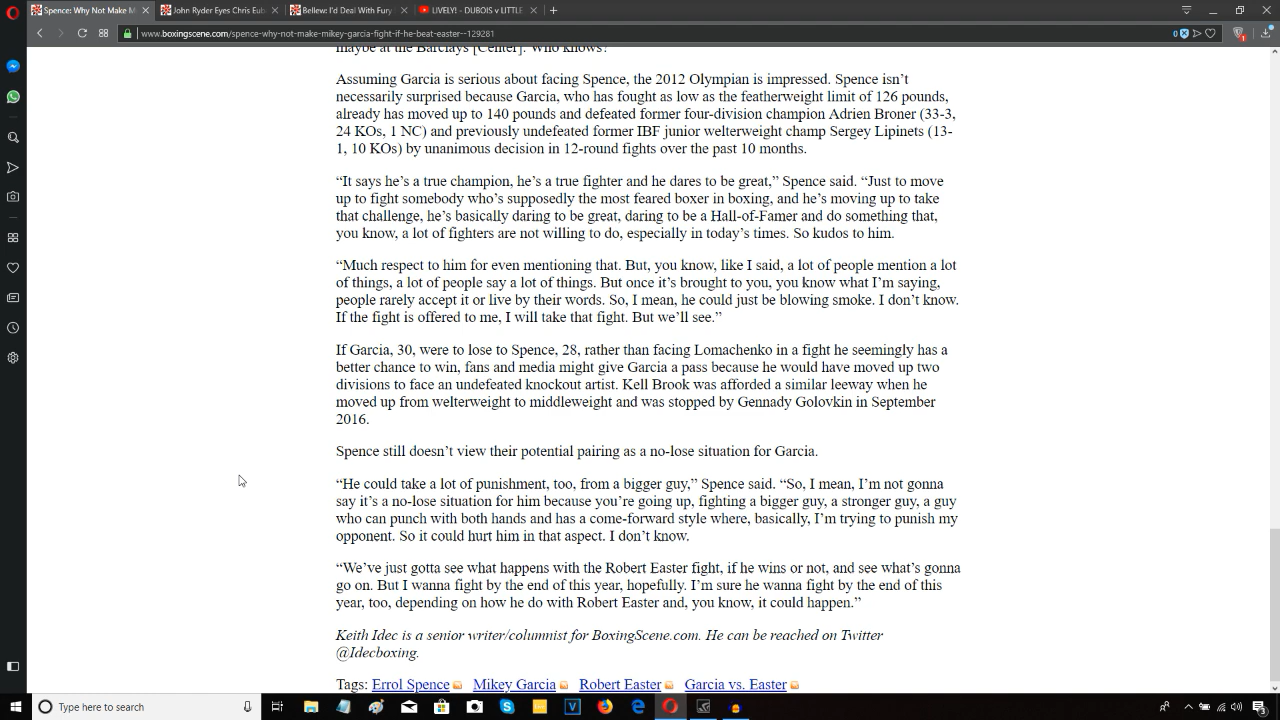 Spence: Why Not Make M
John Ryder Eyes Chris Eub
Bellew: I'd Deal With Fury
LIVELY! - DUBOIS v LITTLE
www.boxingscene.com/spence-why-not-make-mikey-garcia-fight-if-he-beat-easter--129281
0
1
maybe at the Barclays [Center]. Who knows?
Assuming Garcia is serious about facing Spence, the 2012 Olympian is impressed. Spence isn’t
necessarily surprised because Garcia, who has fought as low as the featherweight limit of 126 pounds,
already has moved up to 140 pounds and defeated former four-division champion Adrien Broner (33-3,
24 KOs, 1 NC) and previously undefeated former IBF junior welterweight champ Sergey Lipinets (13-
1, 10 KOs) by unanimous decision in 12-round fights over the past 10 months.
“It says he’s a true champion, he’s a true fighter and he dares to be great,” Spence said. “Just to move
up to fight somebody who’s supposedly the most feared boxer in boxing, and he’s moving up to take
that challenge, he’s basically daring to be great, daring to be a Hall-of-Famer and do something that,
you know, a lot of fighters are not willing to do, especially in today’s times. So kudos to him.
“Much respect to him for even mentioning that. But, you know, like I said, a lot of people mention a lot
of things, a lot of people say a lot of things. But once it’s brought to you, you know what I’m saying,
people rarely accept it or live by their words. So, I mean, he could just be blowing smoke. I don’t know.
If the fight is offered to me, I will take that fight. But we’ll see.”
If Garcia, 30, were to lose to Spence, 28, rather than facing Lomachenko in a fight he seemingly has a
better chance to win, fans and media might give Garcia a pass because he would have moved up two
divisions to face an undefeated knockout artist. Kell Brook was afforded a similar leeway when he
moved up from welterweight to middleweight and was stopped by Gennady Golovkin in September
2016.
Spence still doesn’t view their potential pairing as a no-lose situation for Garcia.
“He could take a lot of punishment, too, from a bigger guy,” Spence said. “So, I mean, I’m not gonna
say it’s a no-lose situation for him because you’re going up, fighting a bigger guy, a stronger guy, a guy
who can punch with both hands and has a come-forward style where, basically, I’m trying to punish my
opponent. So it could hurt him in that aspect. I don’t know.
“We’ve just gotta see what happens with the Robert Easter fight, if he wins or not, and see what’s gonna
go on. But I wanna fight by the end of this year, hopefully. I’m sure he wanna fight by the end of this
year, too, depending on how he do with Robert Easter and, you know, it could happen.”
Keith Idec is a senior writer/columnist for BoxingScene.com. He can be reached on Twitter
@Idecboxing.
Tags: Errol Spence Mikey Garcia Robert Easter Garcia vs. Easter
Type here to search
3